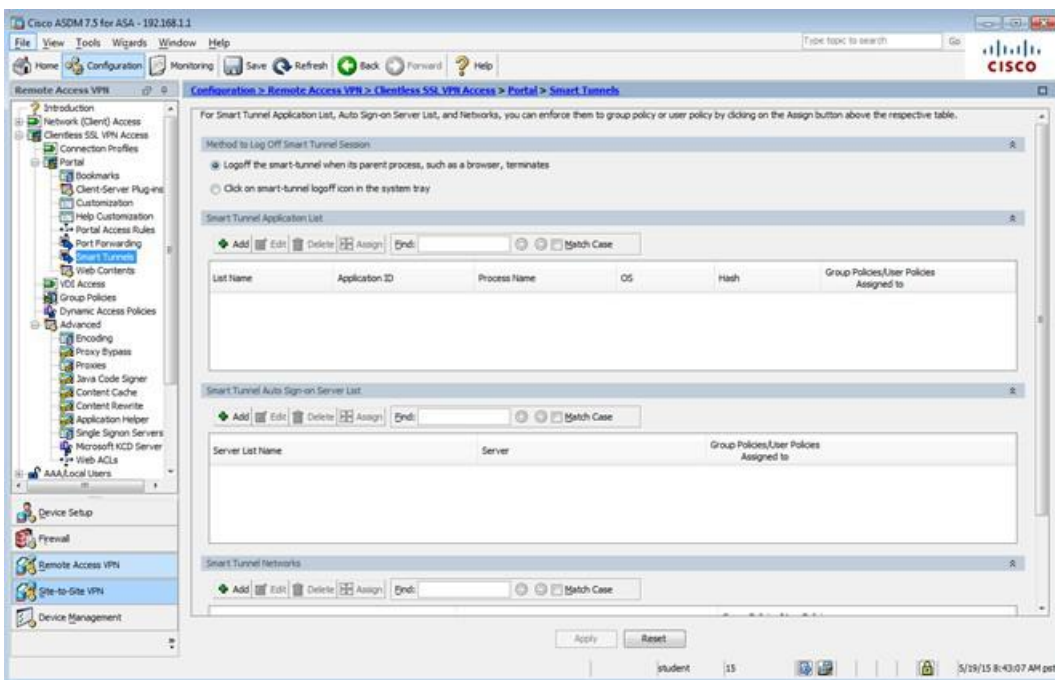 Cisco ASDM 7.5 for ASA - 192.168.1.1
File View Tools Wizards Window Help
Type topic to search Go
Home Configuration Monitoring Save Refresh Back Forward Help
CISCO
Remote Access VPN
Introduction
Network (Client) Access
Clientless SSL VPN Access
Connection Profiles
Portal
Bookmarks
Client-Server Plug-ins
Customization
Help Customization
Portal Access Rules
Port Forwarding
Smart Tunnels
Web Contents
VDI Access
Group Policies
Dynamic Access Policies
Advanced
Encoding
Proxy Bypass
Proxies
Java Code Signer
Content Cache
Content Rewrite
Application Helper
Single Signon Servers
Microsoft KCD Server
Web ACLs
AAA/Local Users
Device Setup
Firewall
Remote Access VPN
Site-to-Site VPN
Device Management
Configuration > Remote Access VPN > Clientless SSL VPN Access > Portal > Smart Tunnels
For Smart Tunnel Application List, Auto Sign-on Server List, and Networks, you can enforce them to group policy or user policy by clicking on the Assign button above the respective table.
Method to Log Off Smart Tunnel Session
Logoff the smart-tunnel when its parent process, such as a browser, terminates
Click on smart-tunnel logoff icon in the system tray
Smart Tunnel Application List
Add Edit Delete Assign Find: Match Case
List Name Application ID Process Name OS Hash Group Policies/User Policies Assigned to
Smart Tunnel Auto Sign-on Server List
Add Edit Delete Assign Find: Match Case
Server List Name Server Group Policies/User Policies Assigned to
Smart Tunnel Networks
Add Edit Delete Assign Find: Match Case
Apply Reset
student 15 5/19/15 8:43:07 AM pst